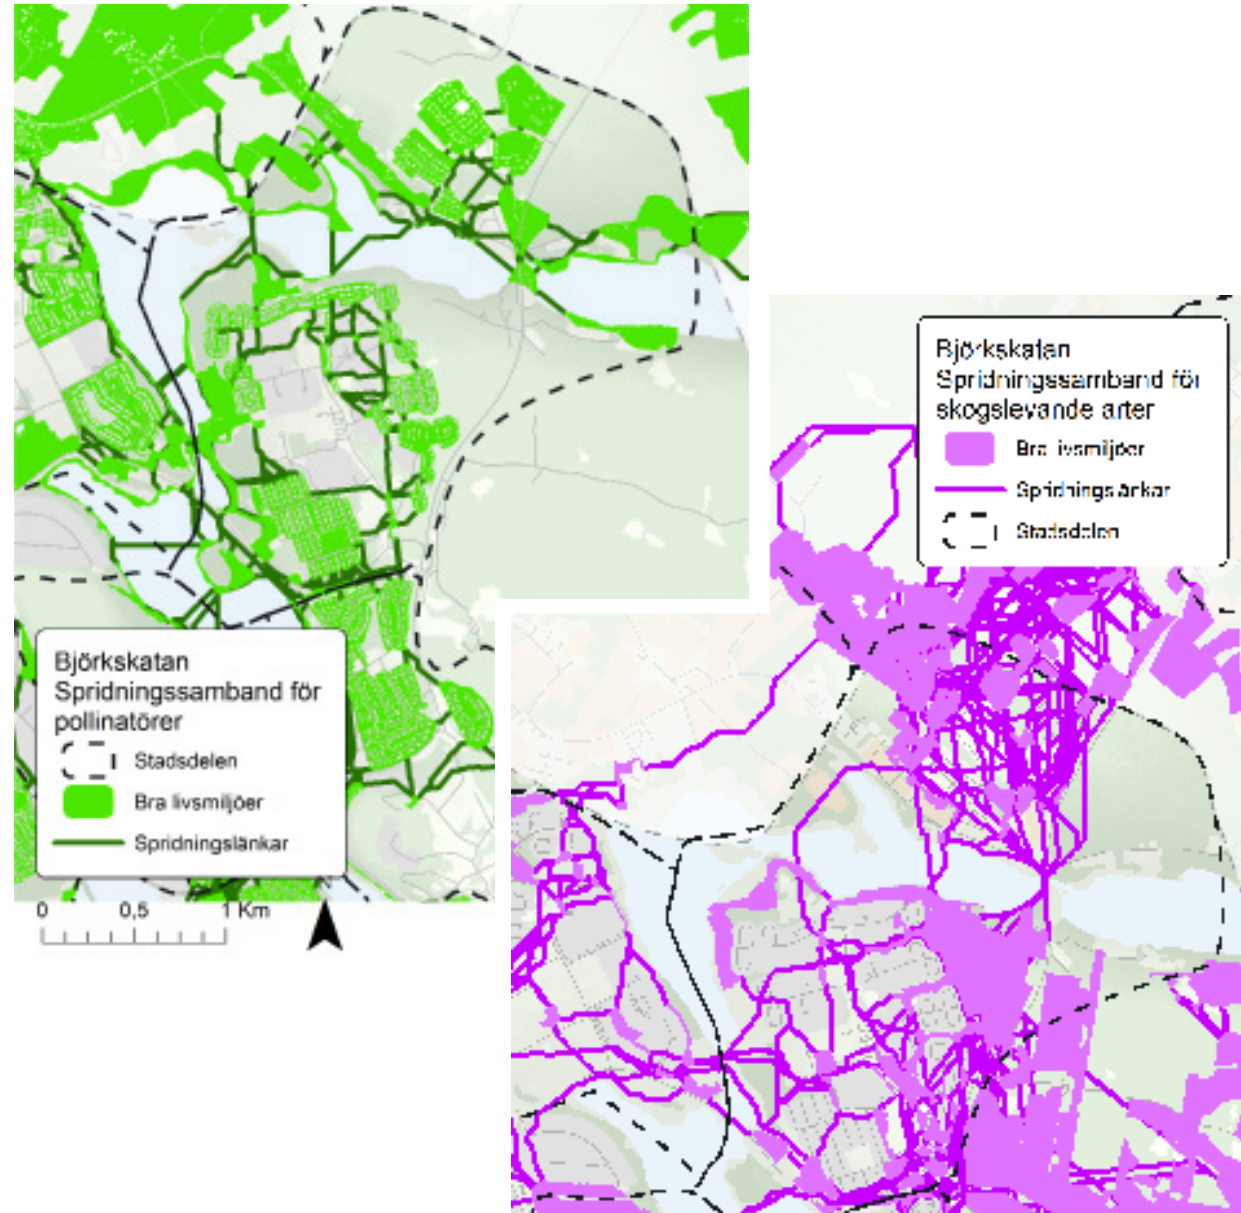 Björkskatan
Spridningssamband för
pollinatörer
Stadsdelen
Bra livsmiljöer
Spridningslänkar
0 0,5 1 Km
Björkskatan
Spridningssamband för
skogslevande arter
Bra livsmiljöer
Spridningslänkar
Stadsdelen